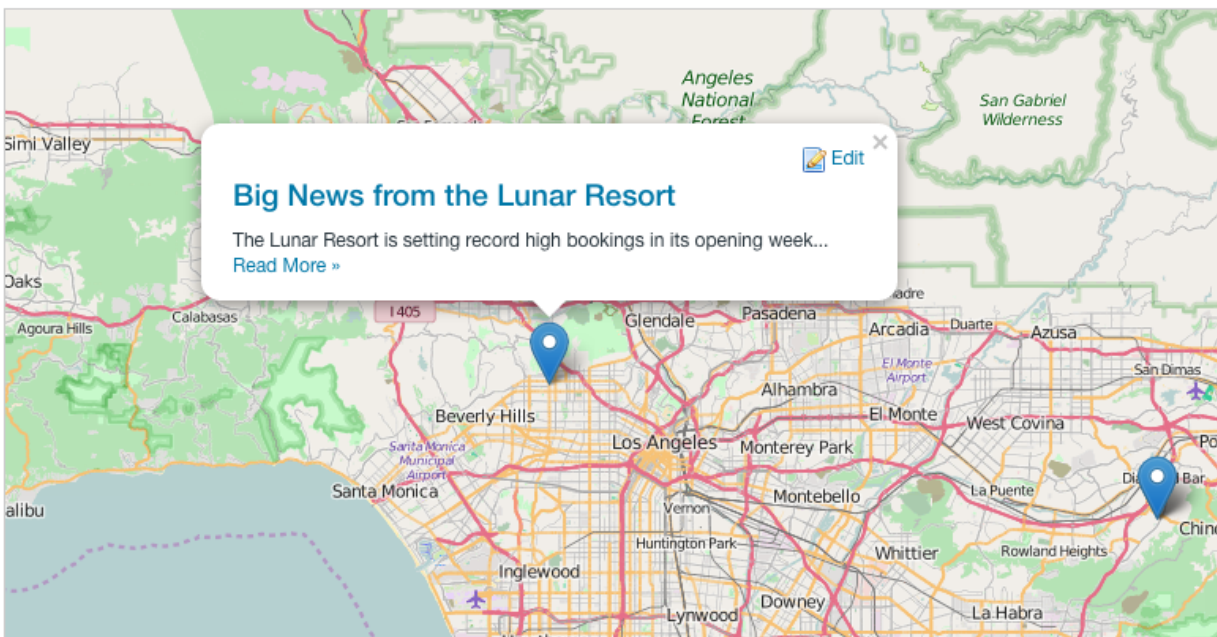 Angeles
National
Forest
San Gabriel
Wilderness
Simi Valley
Edit
×
Big News from the Lunar Resort
The Lunar Resort is setting record high bookings in its opening week...
Read More »
Oaks
Agoura Hills
Calabasas
I 405
Glendale
Pasadena
adre
Arcadia
Duarte
Azusa
El Monte
Airport
San Dimas
Alhambra
Beverly Hills
El Monte
West Covina
Los Angeles
Monterey Park
Santa Monica
Municipal
Airport
Santa Monica
Montebello
La Puente
Bar
alibu
Vernon
Chino
Huntington Park
Whittier
Rowland Heights
Inglewood
Lynwood
Downey
La Habra